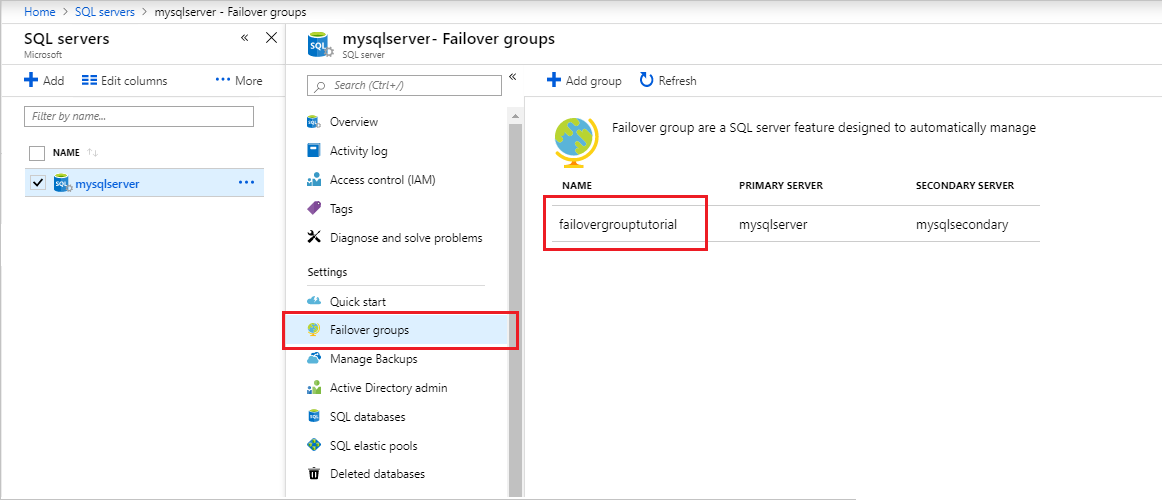 Home > SQL servers > mysqlserver - Failover groups
SQL servers
Microsoft
Add
Edit columns
More
Filter by name...
NAME
SQL
mysqlserver
SQL
mysqlserver- Failover groups
SQL server
Search (Ctrl+/)
SQL
Overview
Activity log
Access control (IAM)
Tags
Diagnose and solve problems
Settings
Quick start
Failover groups
Manage Backups
Active Directory admin
SQL
SQL databases
SQL elastic pools
Deleted databases
Add group
Refresh
Failover group are a SQL server feature designed to automatically manage
NAME PRIMARY SERVER SECONDARY SERVER
failovergrouptutorial mysqlserver mysqlsecondary